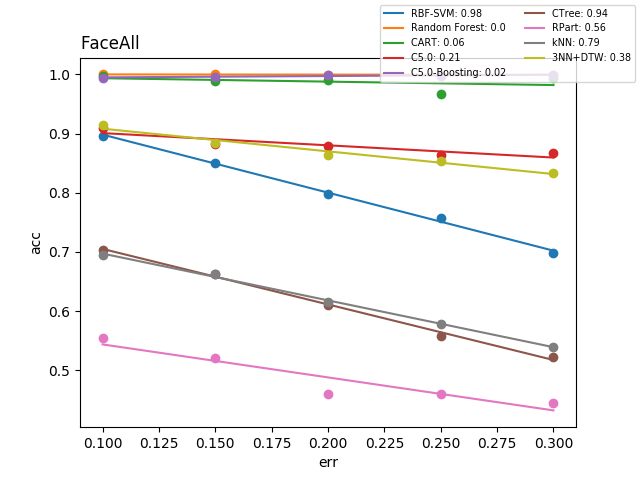 FaceAll
RBF-SVM: 0.98
Random Forest: 0.0
CART: 0.06
C5.0: 0.21
C5.0-Boosting: 0.02
CTree: 0.94
RPart: 0.56
kNN: 0.79
3NN+DTW: 0.38
acc
1.0
0.9
0.8
0.7
0.6
0.5
0.100 0.125 0.150 0.175 0.200 0.225 0.250 0.275 0.300
err